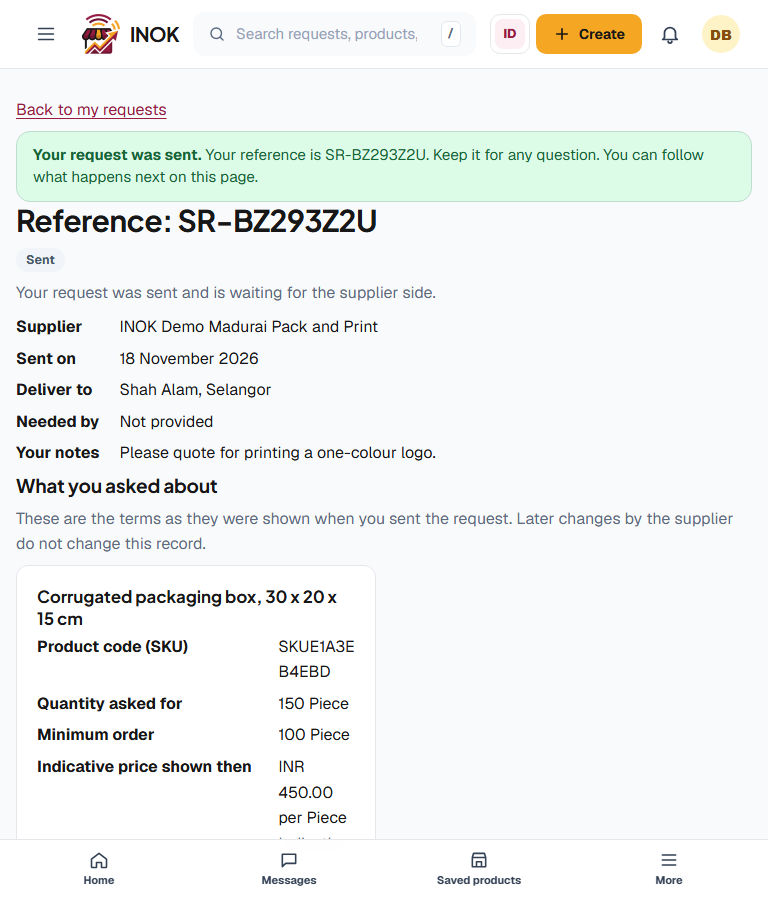 INOK
Search requests, products,
/
ID
+ Create
DB
Back to my requests
Your request was sent. Your reference is SR-BZ293Z2U. Keep it for any question. You can follow
what happens next on this page.
Reference: SR-BZ293Z2U
Sent
Your request was sent and is waiting for the supplier side.
Supplier INOK Demo Madurai Pack and Print
Sent on 18 November 2026
Deliver to Shah Alam, Selangor
Needed by Not provided
Your notes Please quote for printing a one-colour logo.
What you asked about
These are the terms as they were shown when you sent the request. Later changes by the supplier
do not change this record.
Corrugated packaging box, 30 x 20 x
15 cm
Product code (SKU) SKUE1A3E
B4EBD
Quantity asked for 150 Piece
Minimum order 100 Piece
Indicative price shown then INR
450.00
per Piece
Home
Messages
Saved products
More